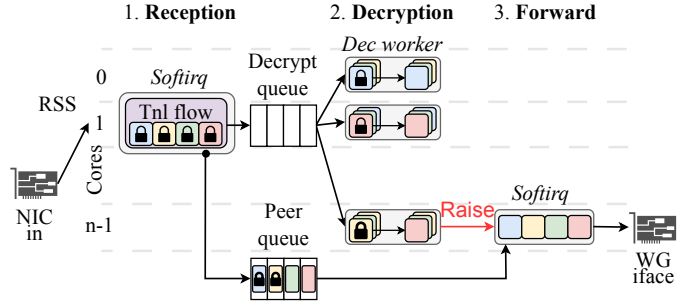 1. Reception
2. Decryption
3. Forward
Softirq
Decrypt
queue
Dec worker
0
RSS
Tnl flow
1
Cores
NIC
in
n-1
Peer
queue
Raise
Softirq
WG
iface